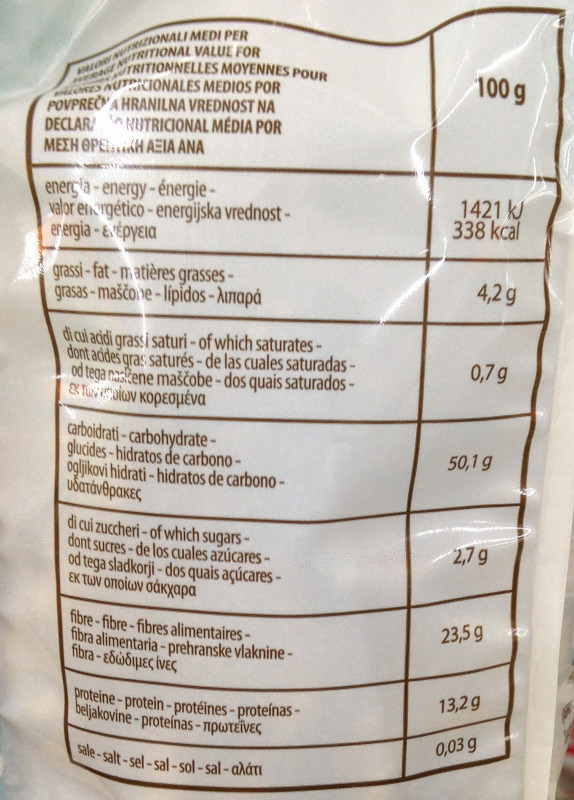 VALORI NUTRIZIONALI MEDI PER
AVERAGE NUTRITIONAL VALUE FOR
NUTRITIONNELLES MOYENNES POUR
VALORES NUTRICIONALES MEDIOS POR
POVPREČNA HRANILNA VREDNOST NA
NUTRICIONAL MÉDIA POR
ΜΕΣΗ ΘΡΕΠΤΙΚΗ ΑΞΙΑ ΑΝΑ
100 g
energia - energy - énergie -
valor energético - energijska vrednost -
energia - ενέργεια
1421 kJ
338 kcal
grassi - fat - matières grasses -
grasas - maščobe - lípidos - λιπαρά
4,2 g
di cui acidi grassi saturi - of which saturates -
dont acides gras saturés - de las cuales saturadas -
od tega nasičene maščobe - dos quais saturados -
εκ των οποίων κορεσμένα
0,7 g
carboidrati - carbohydrate -
glucides - hidratos de carbono -
ogljikovi hidrati - hidratos de carbono -
υδατάνθρακες
50,1 g
di cui zuccheri - of which sugars -
dont sucres - de los cuales azúcares -
od tega sladkorji - dos quais açúcares -
εκ των οποίων σάκχαρα
2,7 g
fibre - fibre - fibres alimentaires -
fibra alimentaria - prehranske vlaknine -
fibra - εδώδιμες ίνες
23,5 g
proteine - protein - protéines - proteínas -
beljakovine - proteínas - πρωτεΐνες
13,2 g
sale - salt - sel - sal - sol - sal - αλάτι
0,03 g